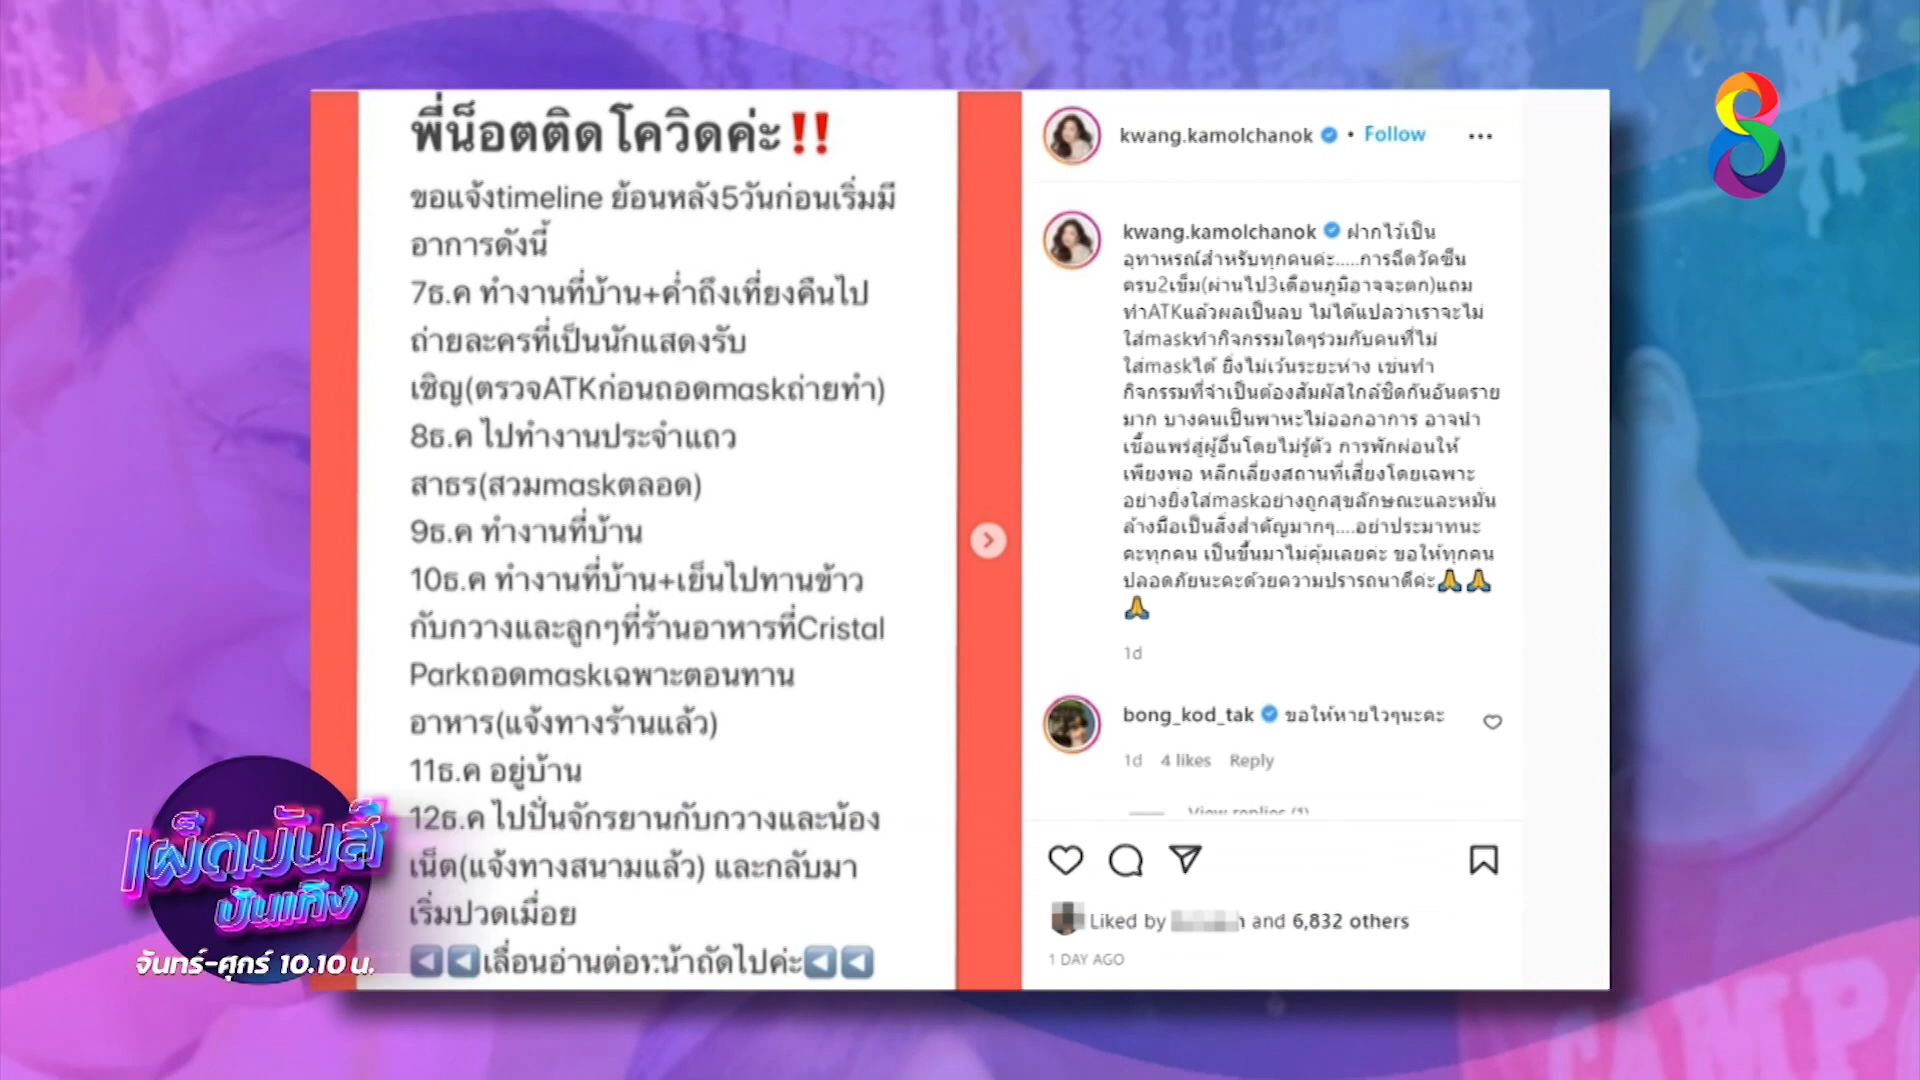 พี่น็อตติดโควิดค่ะ‼️
ขอแจ้งtimeline ย้อนหลัง5วันก่อนเริ่มมี
อาการดังนี้
7ธ.ค ทำงานที่บ้าน+ค่ำถึงเที่ยงคืนไป
ถ่ายละครที่เป็นนักแสดงรับ
เชิญ(ตรวจATKก่อนถอดmaskถ่ายทำ)
8ธ.ค ไปทำงานประจำแถว
สาธร(สวมmaskตลอด)
9ธ.ค ทำงานที่บ้าน
10ธ.ค ทำงานที่บ้าน+เย็นไปทานข้าว
กับกวางและลูกๆที่ร้านอาหารที่Cristal
Parkถอดmaskเฉพาะตอนทาน
อาหาร(แจ้งทางร้านแล้ว)
11ธ.ค อยู่บ้าน
12ธ.ค ไปปั่นจักรยานกับกวางและน้อง
เน็ต(แจ้งทางสนามแล้ว) และกลับมา
เริ่มปวดเมื่อย
◀️◀️เลื่อนอ่านต่อหน้าถัดไปค่ะ◀️◀️
kwang.kamolchanok • Follow
kwang.kamolchanok ฝากไว้เป็น
อุทาหรณ์สำหรับทุกคนค่ะ.....การฉีดวัคซีน
ครบ2เข็ม(ผ่านไป3เดือนภูมิอาจจะตก)แถม
ทำATKแล้วผลเป็นลบ ไม่ได้แปลว่าเราจะไม่
ใส่maskทำกิจกรรมใดๆร่วมกับคนที่ไม่
ใส่maskได้ ยิ่งไม่เว้นระยะห่าง เช่นทำ
กิจกรรมที่จำเป็นต้องสัมผัสใกล้ชิดกันอันตราย
มาก บางคนเป็นพาหะไม่ออกอาการ อาจนำ
เชื้อแพร่สู่ผู้อื่นโดยไม่รู้ตัว การพักผ่อนให้
เพียงพอ หลีกเลี่ยงสถานที่เสี่ยงโดยเฉพาะ
อย่างยิ่งใส่maskอย่างถูกสุขลักษณะและหมั่น
ล้างมือเป็นสิ่งสำคัญมากๆ....อย่าประมาทนะ
คะทุกคน เป็นขึ้นมาไม่คุ้มเลยค่ะ ขอให้ทุกคน
ปลอดภัยนะคะด้วยความปรารถนาดีค่ะ🙏🙏
🙏
1d
bong_kod_tak ขอให้หายไวๆนะคะ
1d 4 likes Reply
View replies (1)
Liked by and 6,832 others
1 DAY AGO
8
เผ็ดมันส์
บันเทิง
จันทร์-ศุกร์ 10.10 น.
CAMP